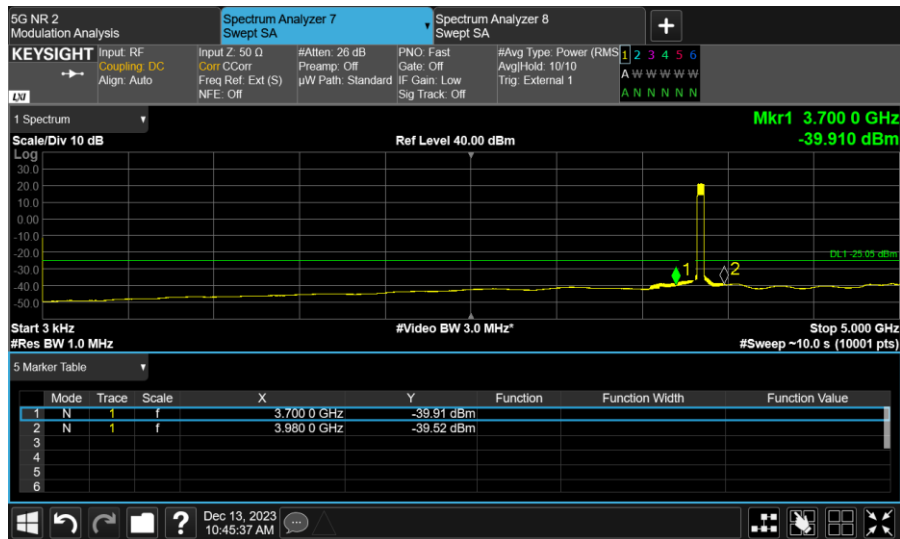 5G NR 2
Modulation Analysis
Spectrum Analyzer 7
Swept SA
Spectrum Analyzer 8
Swept SA
KEYSIGHT
LXI
Input: RF
Coupling: DC
Align: Auto
Input Z: 50 Ω
Corr CCorr
Freq Ref: Ext (S)
NFE: Off
#Atten: 26 dB
Preamp: Off
µW Path: Standard
PNO: Fast
Gate: Off
IF Gain: Low
Sig Track: Off
#Avg Type: Power (RMS
Avg|Hold: 10/10
Trig: External 1
1 2 3 4 5 6
A W W W W W
A N N N N N
1 Spectrum
Scale/Div 10 dB
Ref Level 40.00 dBm
Mkr1 3.700 0 GHz
-39.910 dBm
Log
30.0
20.0
10.0
0.00
-10.0
-20.0
-30.0
-40.0
-50.0
DL1 -25.05 dBm
1
2
Start 3 kHz
#Video BW 3.0 MHz*
Stop 5.000 GHz
#Res BW 1.0 MHz
#Sweep ~10.0 s (10001 pts)
5 Marker Table
Mode Trace Scale X Y Function Function Width Function Value
1 N 1 f 3.700 0 GHz -39.91 dBm
2 N 1 f 3.980 0 GHz -39.52 dBm
3
4
5
6
?
Dec 13, 2023
10:45:37 AM